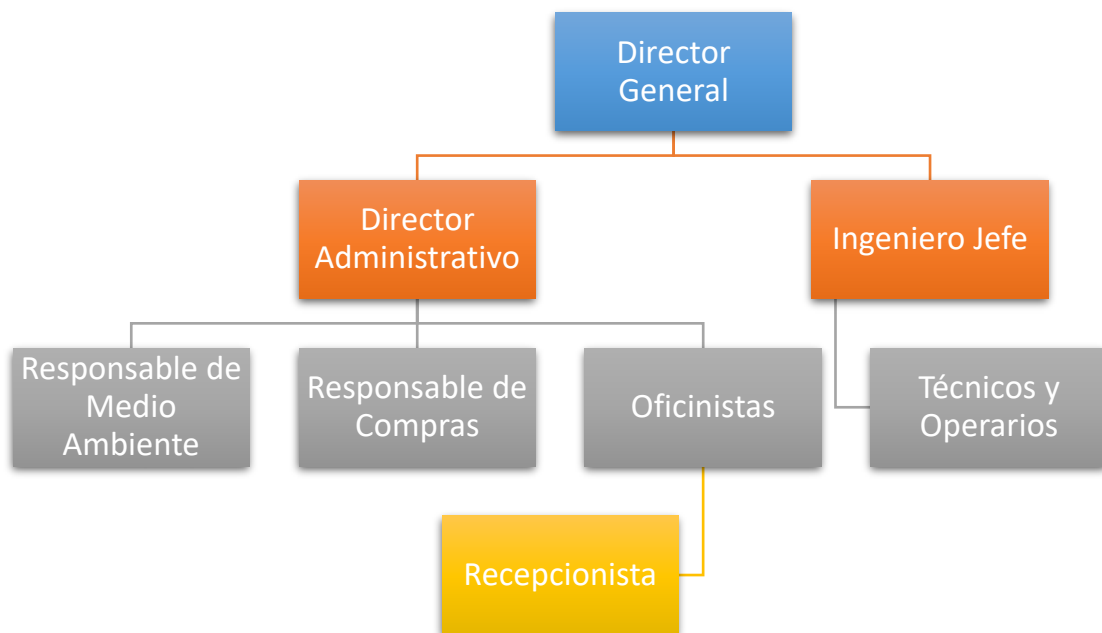 Director
General
Director
Administrativo
Ingeniero Jefe
Responsable de
Medio
Ambiente
Responsable de
Compras
Oficinistas
Técnicos y
Operarios
Recepcionista